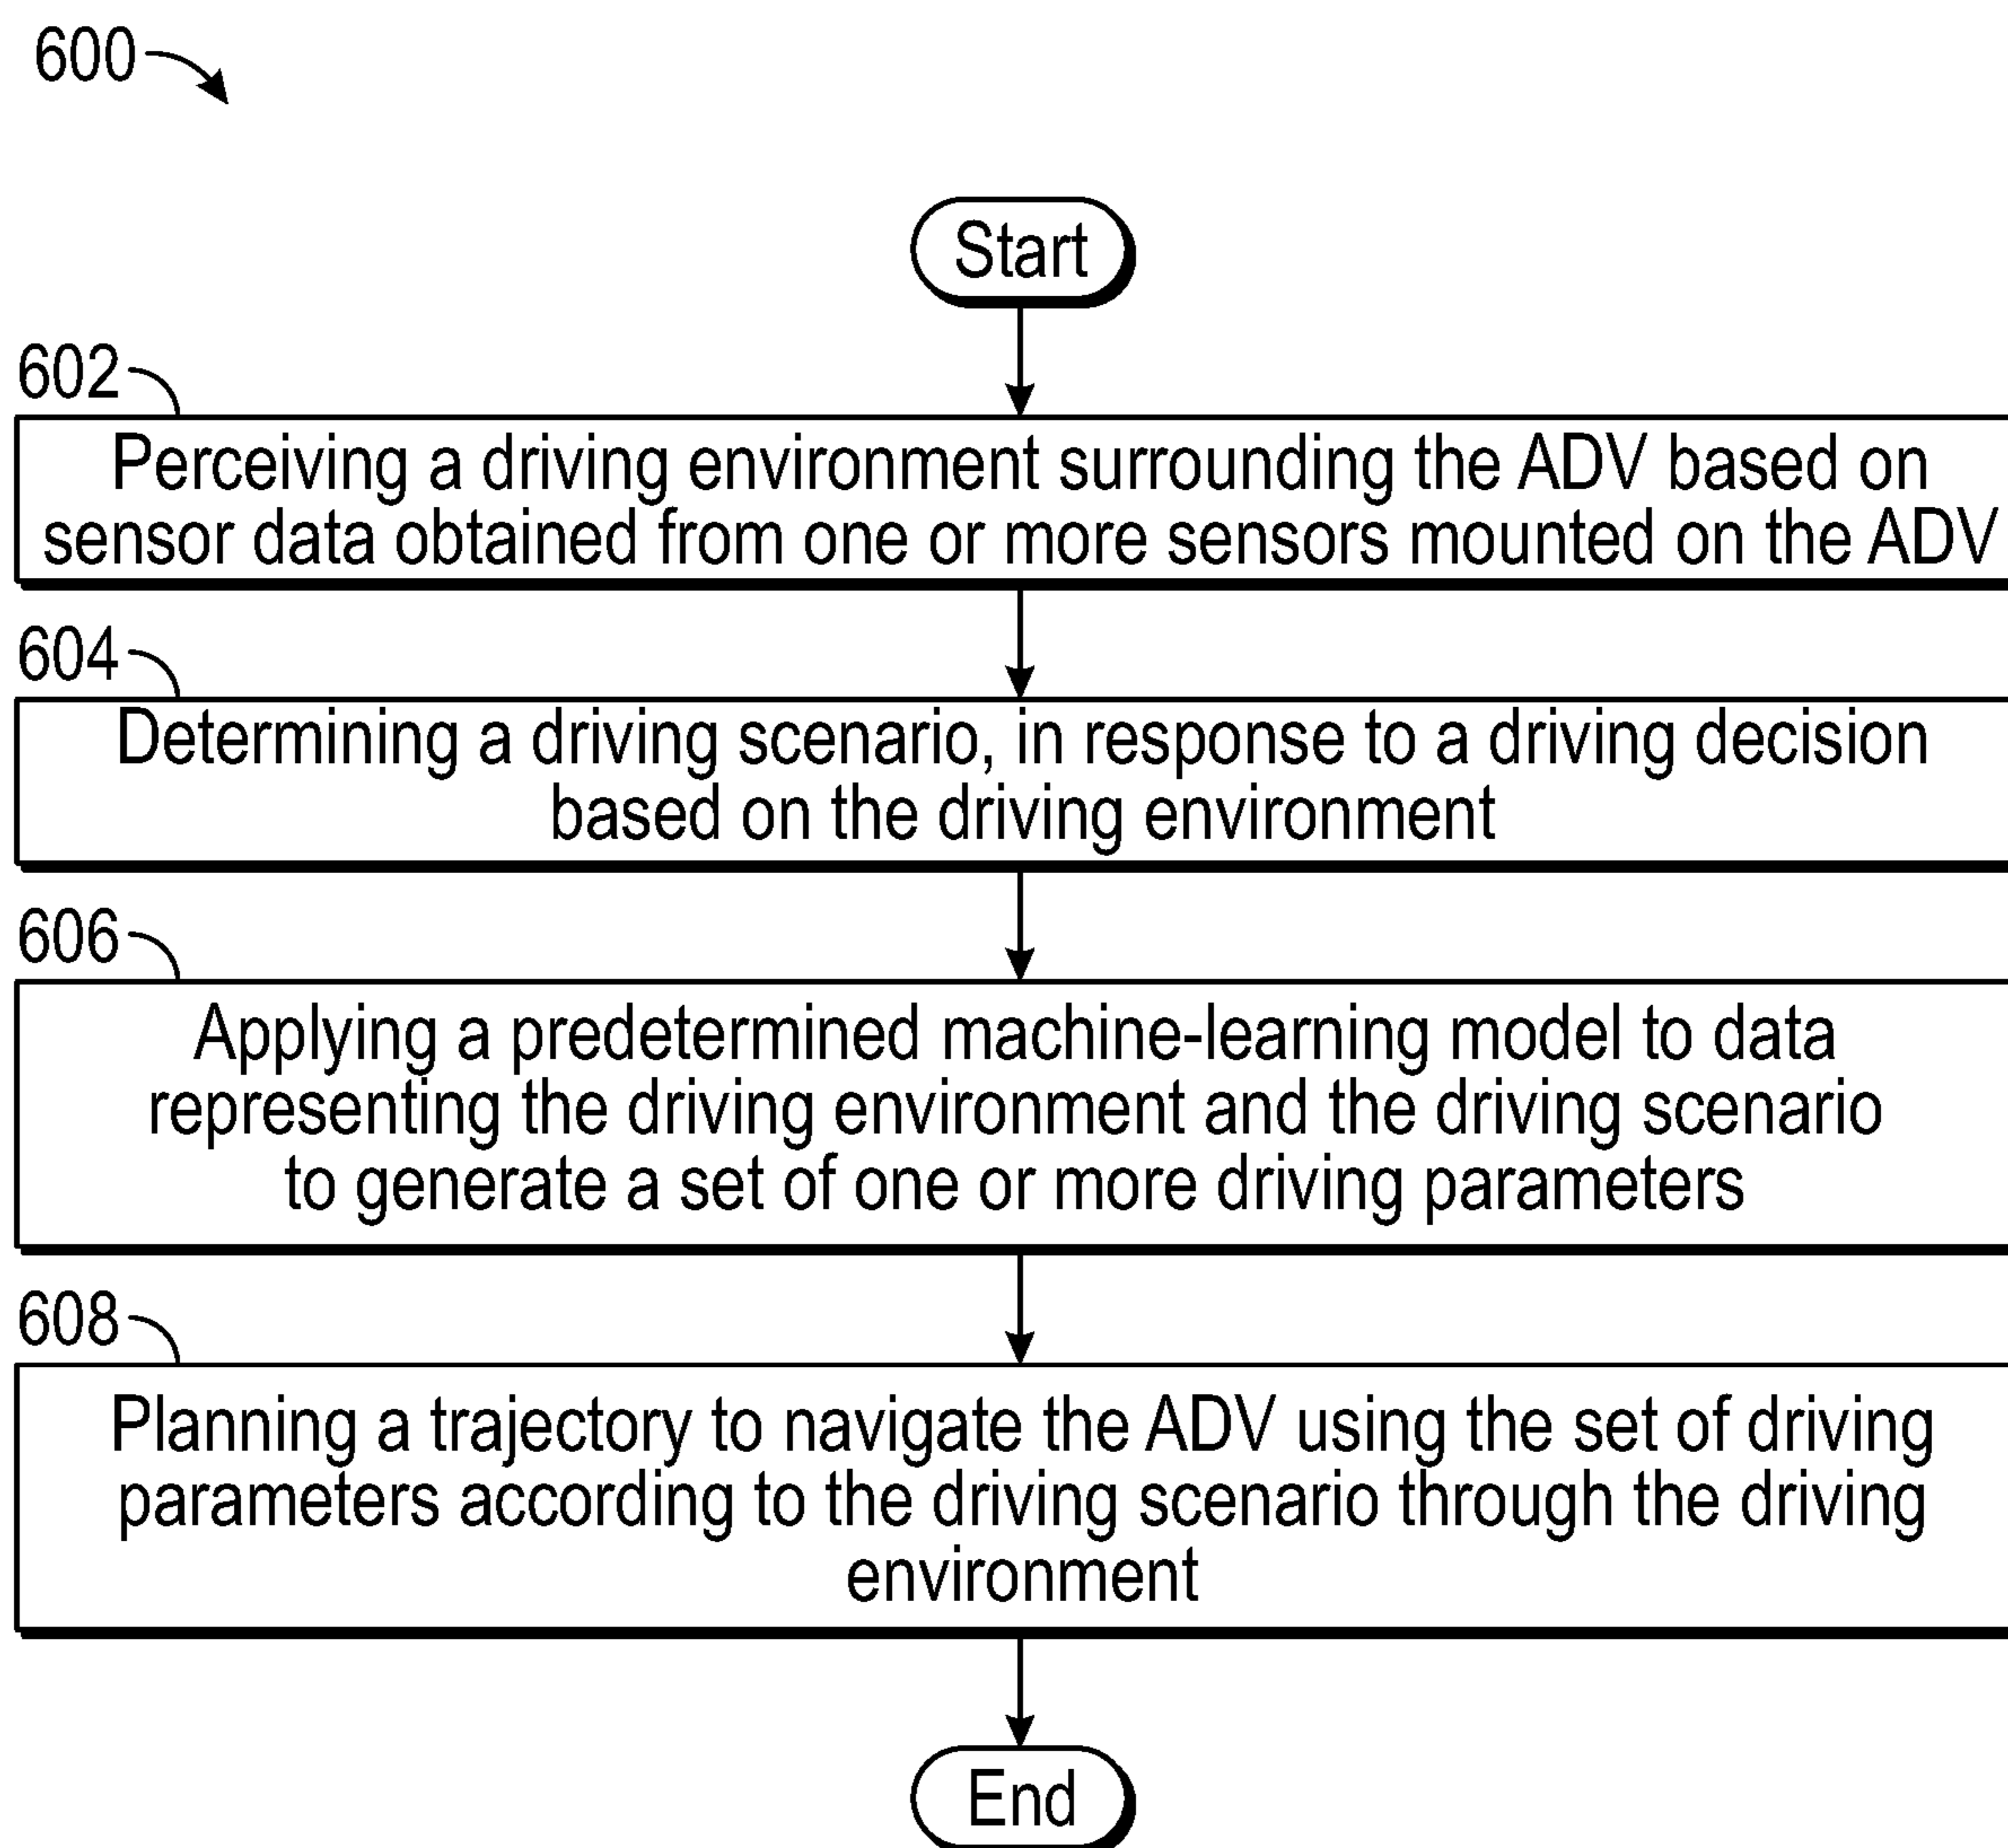 600
Start
602
Perceiving a driving environment surrounding the ADV based on
sensor data obtained from one or more sensors mounted on the ADV
604
Determining a driving scenario, in response to a driving decision
based on the driving environment
606
Applying a predetermined machine-learning model to data
representing the driving environment and the driving scenario
to generate a set of one or more driving parameters
608
Planning a trajectory to navigate the ADV using the set of driving
parameters according to the driving scenario through the driving
environment
End